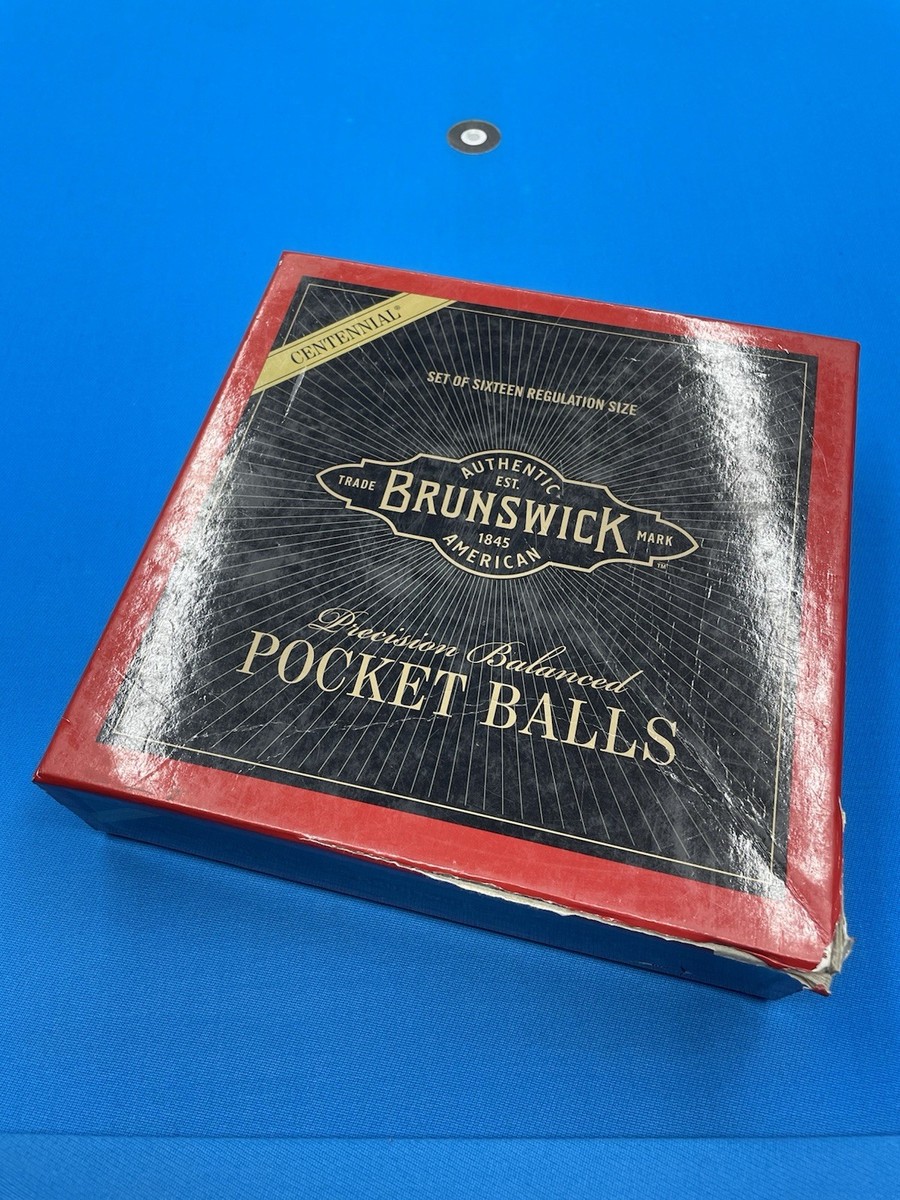 CENTENNIAL®
SET OF SIXTEEN REGULATION SIZE
AUTHENTIC
EST.
TRADE BRUNSWICK MARK
1845
AMERICAN
TM
Precision Balanced
POCKET BALLS